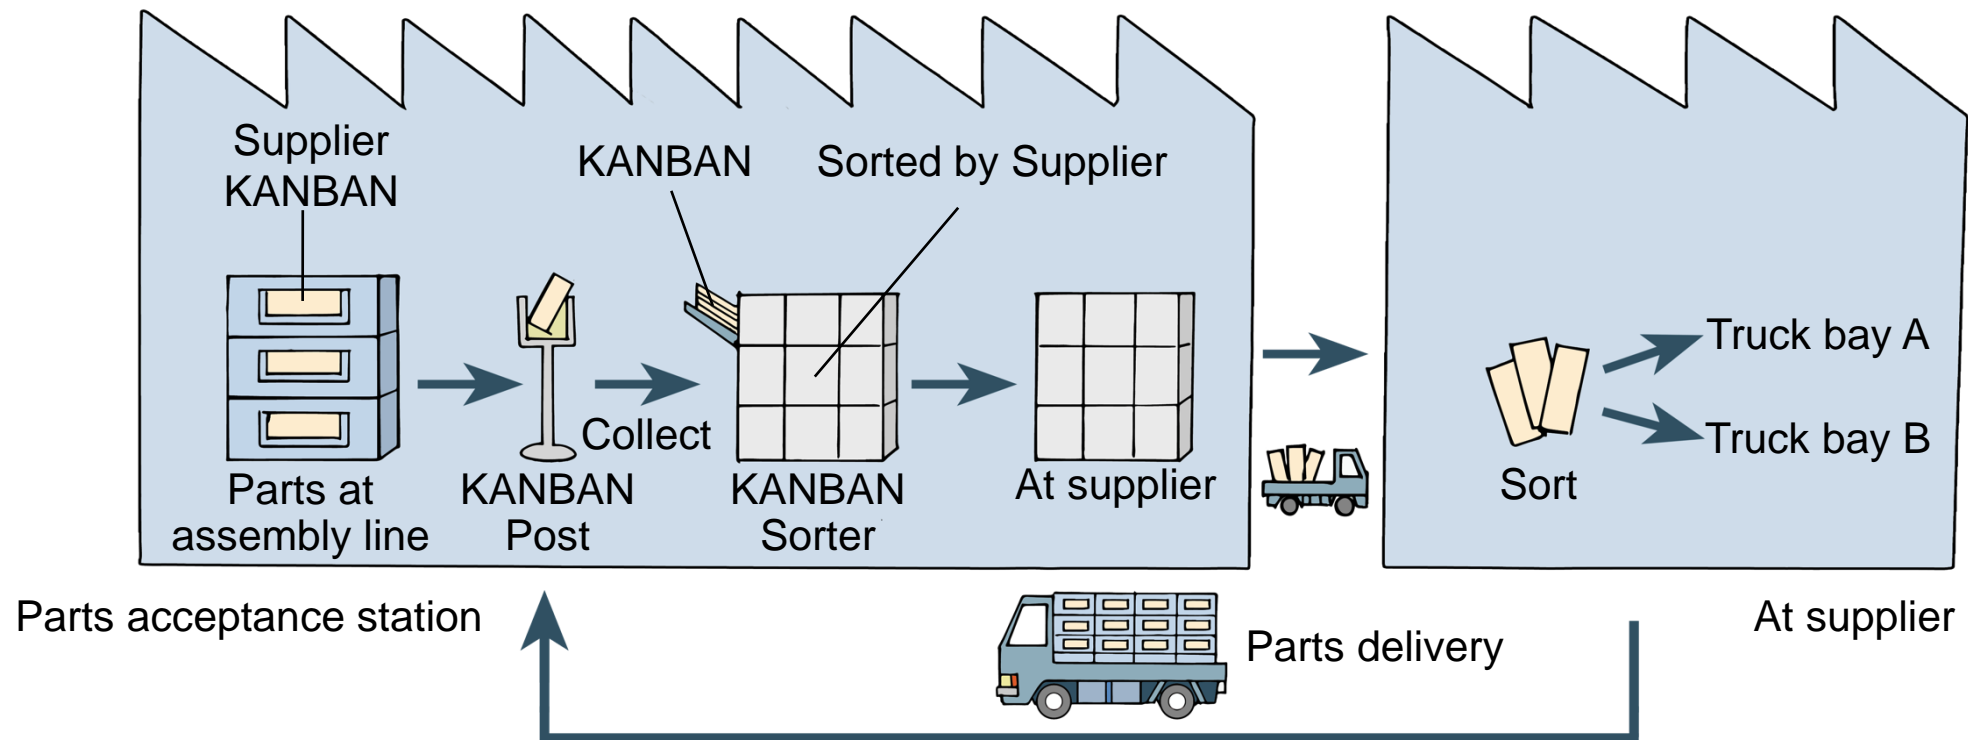 Supplier
KANBAN
KANBAN
Sorted by Supplier
Collect
Parts at
assembly line
KANBAN
Post
KANBAN
Sorter
At supplier
Truck bay A
Truck bay B
Sort
Parts acceptance station
Parts delivery
At supplier